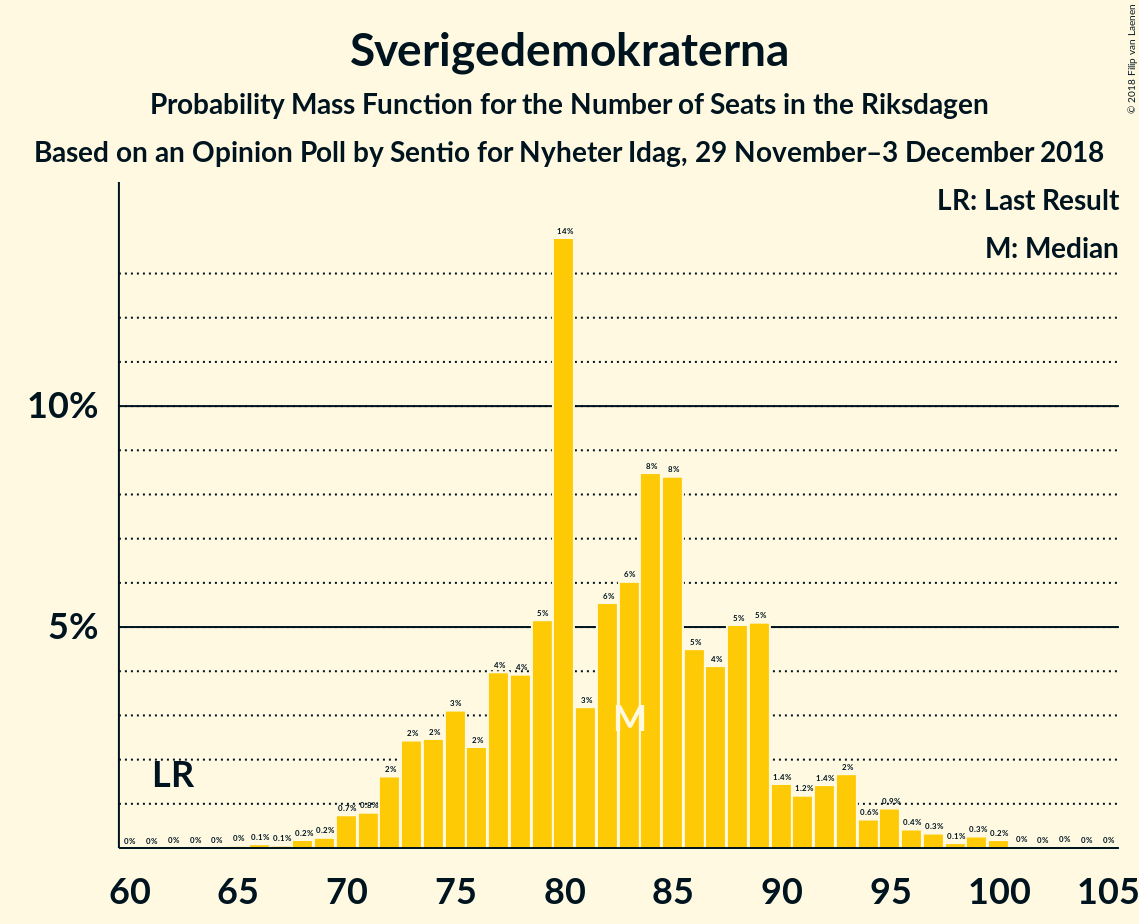 Sverigedemokraterna
Probability Mass Function for the Number of Seats in the Riksdagen
Based on an Opinion Poll by Sentio for Nyheter Idag, 29 November–3 December 2018
© 2018 Filip van Laenen
LR: Last Result
M: Median
10%
5%
LR
M
0% 0% 0% 0% 0% 0% 0.1% 0.1% 0.2% 0.2% 0.7% 0.8% 2% 2% 2% 3% 2% 4% 4% 5% 14% 3% 6% 6% 8% 8% 5% 4% 5% 5% 1.4% 1.2% 1.4% 2% 0.6% 0.9% 0.4% 0.3% 0.1% 0.3% 0.2% 0% 0% 0% 0% 0%
60 65 70 75 80 85 90 95 100 105